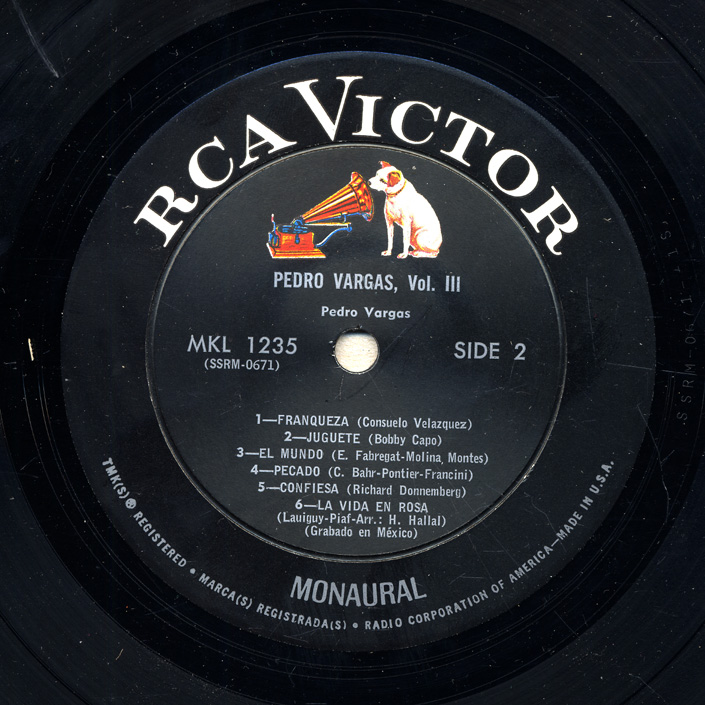 RCA VICTOR
PEDRO VARGAS, Vol. III
Pedro Vargas
MKL 1235
(SSRM-0671)
SIDE 2
1—FRANQUEZA (Consuelo Velazquez)
2—JUGUETE (Bobby Capo)
3—EL MUNDO (E. Fabregat-Molina, Montes)
4—PECADO (C. Bahr-Pontier-Francini)
5—CONFIESA (Richard Donnemberg)
6—LA VIDA EN ROSA
(Lauiguy-Piaf-Arr.: H. Hallal)
(Grabado en México)
MONAURAL
TMK(S) ® REGISTERED • MARCA(S) REGISTRADA(S) • RADIO CORPORATION OF AMERICA—MADE IN U.S.A.